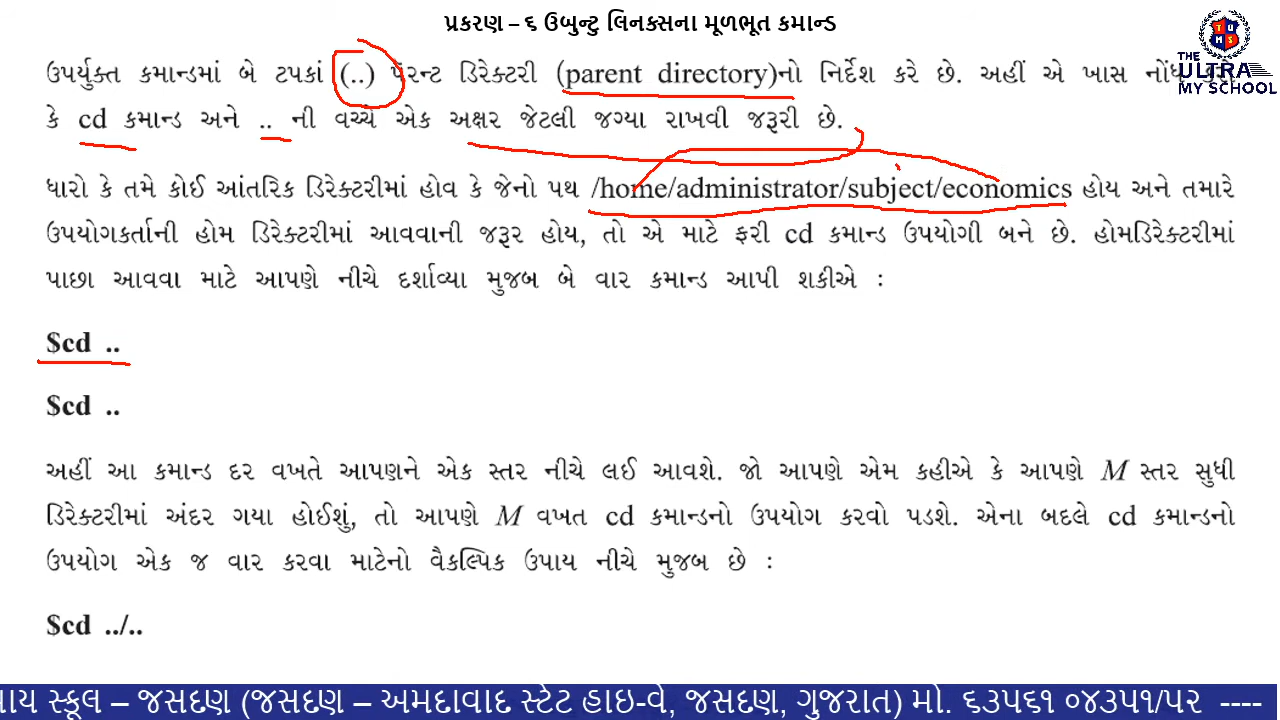 પ્રકરણ – ૬ ઉબુન્ટુ લિનક્સના મૂળભૂત કમાન્ડ
THE ULTRA MY SCHOOL
T U M S
ઉપર્યુક્ત કમાન્ડમાં બે ટપકાં (..) પૅરન્ટ ડિરેક્ટરી (parent directory)નો નિર્દેશ કરે છે. અહીં એ ખાસ નોંધ
કે cd કમાન્ડ અને .. ની વચ્ચે એક અક્ષર જેટલી જગ્યા રાખવી જરૂરી છે.
ધારો કે તમે કોઈ આંતરિક ડિરેક્ટરીમાં હોવ કે જેનો પથ /home/administrator/subject/economics હોય અને તમારે
ઉપયોગકર્તાની હોમ ડિરેક્ટરીમાં આવવાની જરૂર હોય, તો એ માટે ફરી cd કમાન્ડ ઉપયોગી બને છે. હોમડિરેક્ટરીમાં
પાછા આવવા માટે આપણે નીચે દર્શાવ્યા મુજબ બે વાર કમાન્ડ આપી શકીએ :
$cd ..
$cd ..
અહીં આ કમાન્ડ દર વખતે આપણને એક સ્તર નીચે લઈ આવશે. જો આપણે એમ કહીએ કે આપણે M સ્તર સુધી
ડિરેક્ટરીમાં અંદર ગયા હોઈશું, તો આપણે M વખત cd કમાન્ડનો ઉપયોગ કરવો પડશે. એના બદલે cd કમાન્ડનો
ઉપયોગ એક જ વાર કરવા માટેનો વૈકલ્પિક ઉપાય નીચે મુજબ છે :
$cd ../..
ાય સ્કૂલ – જસદણ (જસદણ – અમદાવાદ સ્ટેટ હાઇ-વે, જસદણ, ગુજરાત) મો. ૬૩૫૬૧ ૦૪૩૫૧/૫૨ ----